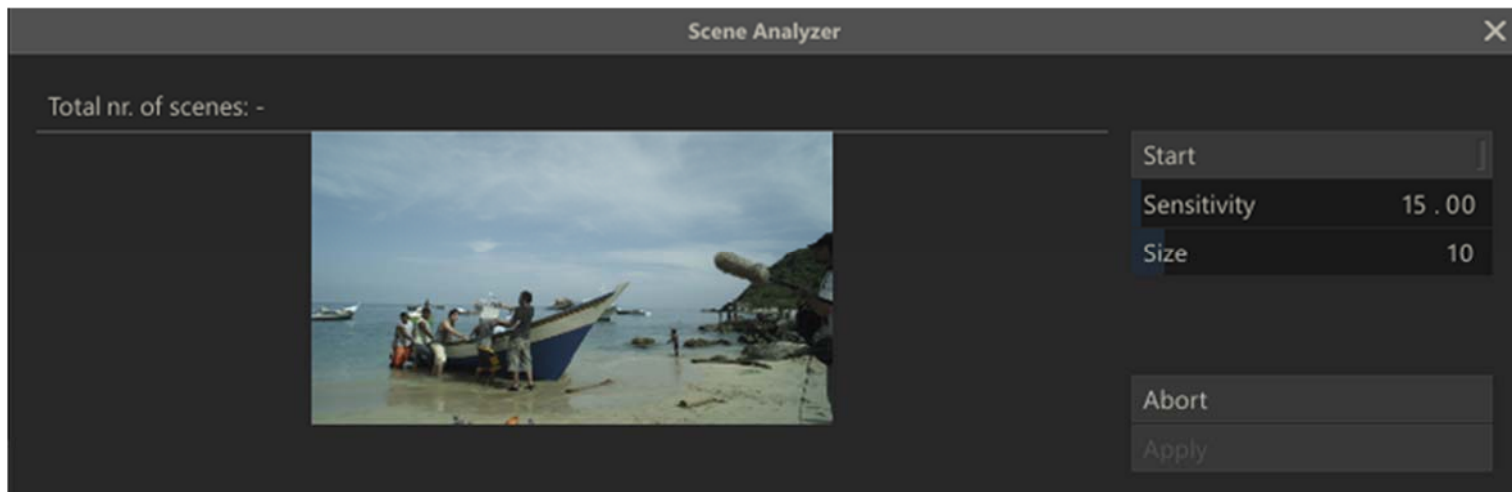 Scene Analyzer
Total nr. of scenes: -
Start
Sensitivity 15 . 00
Size 10
Abort
Apply